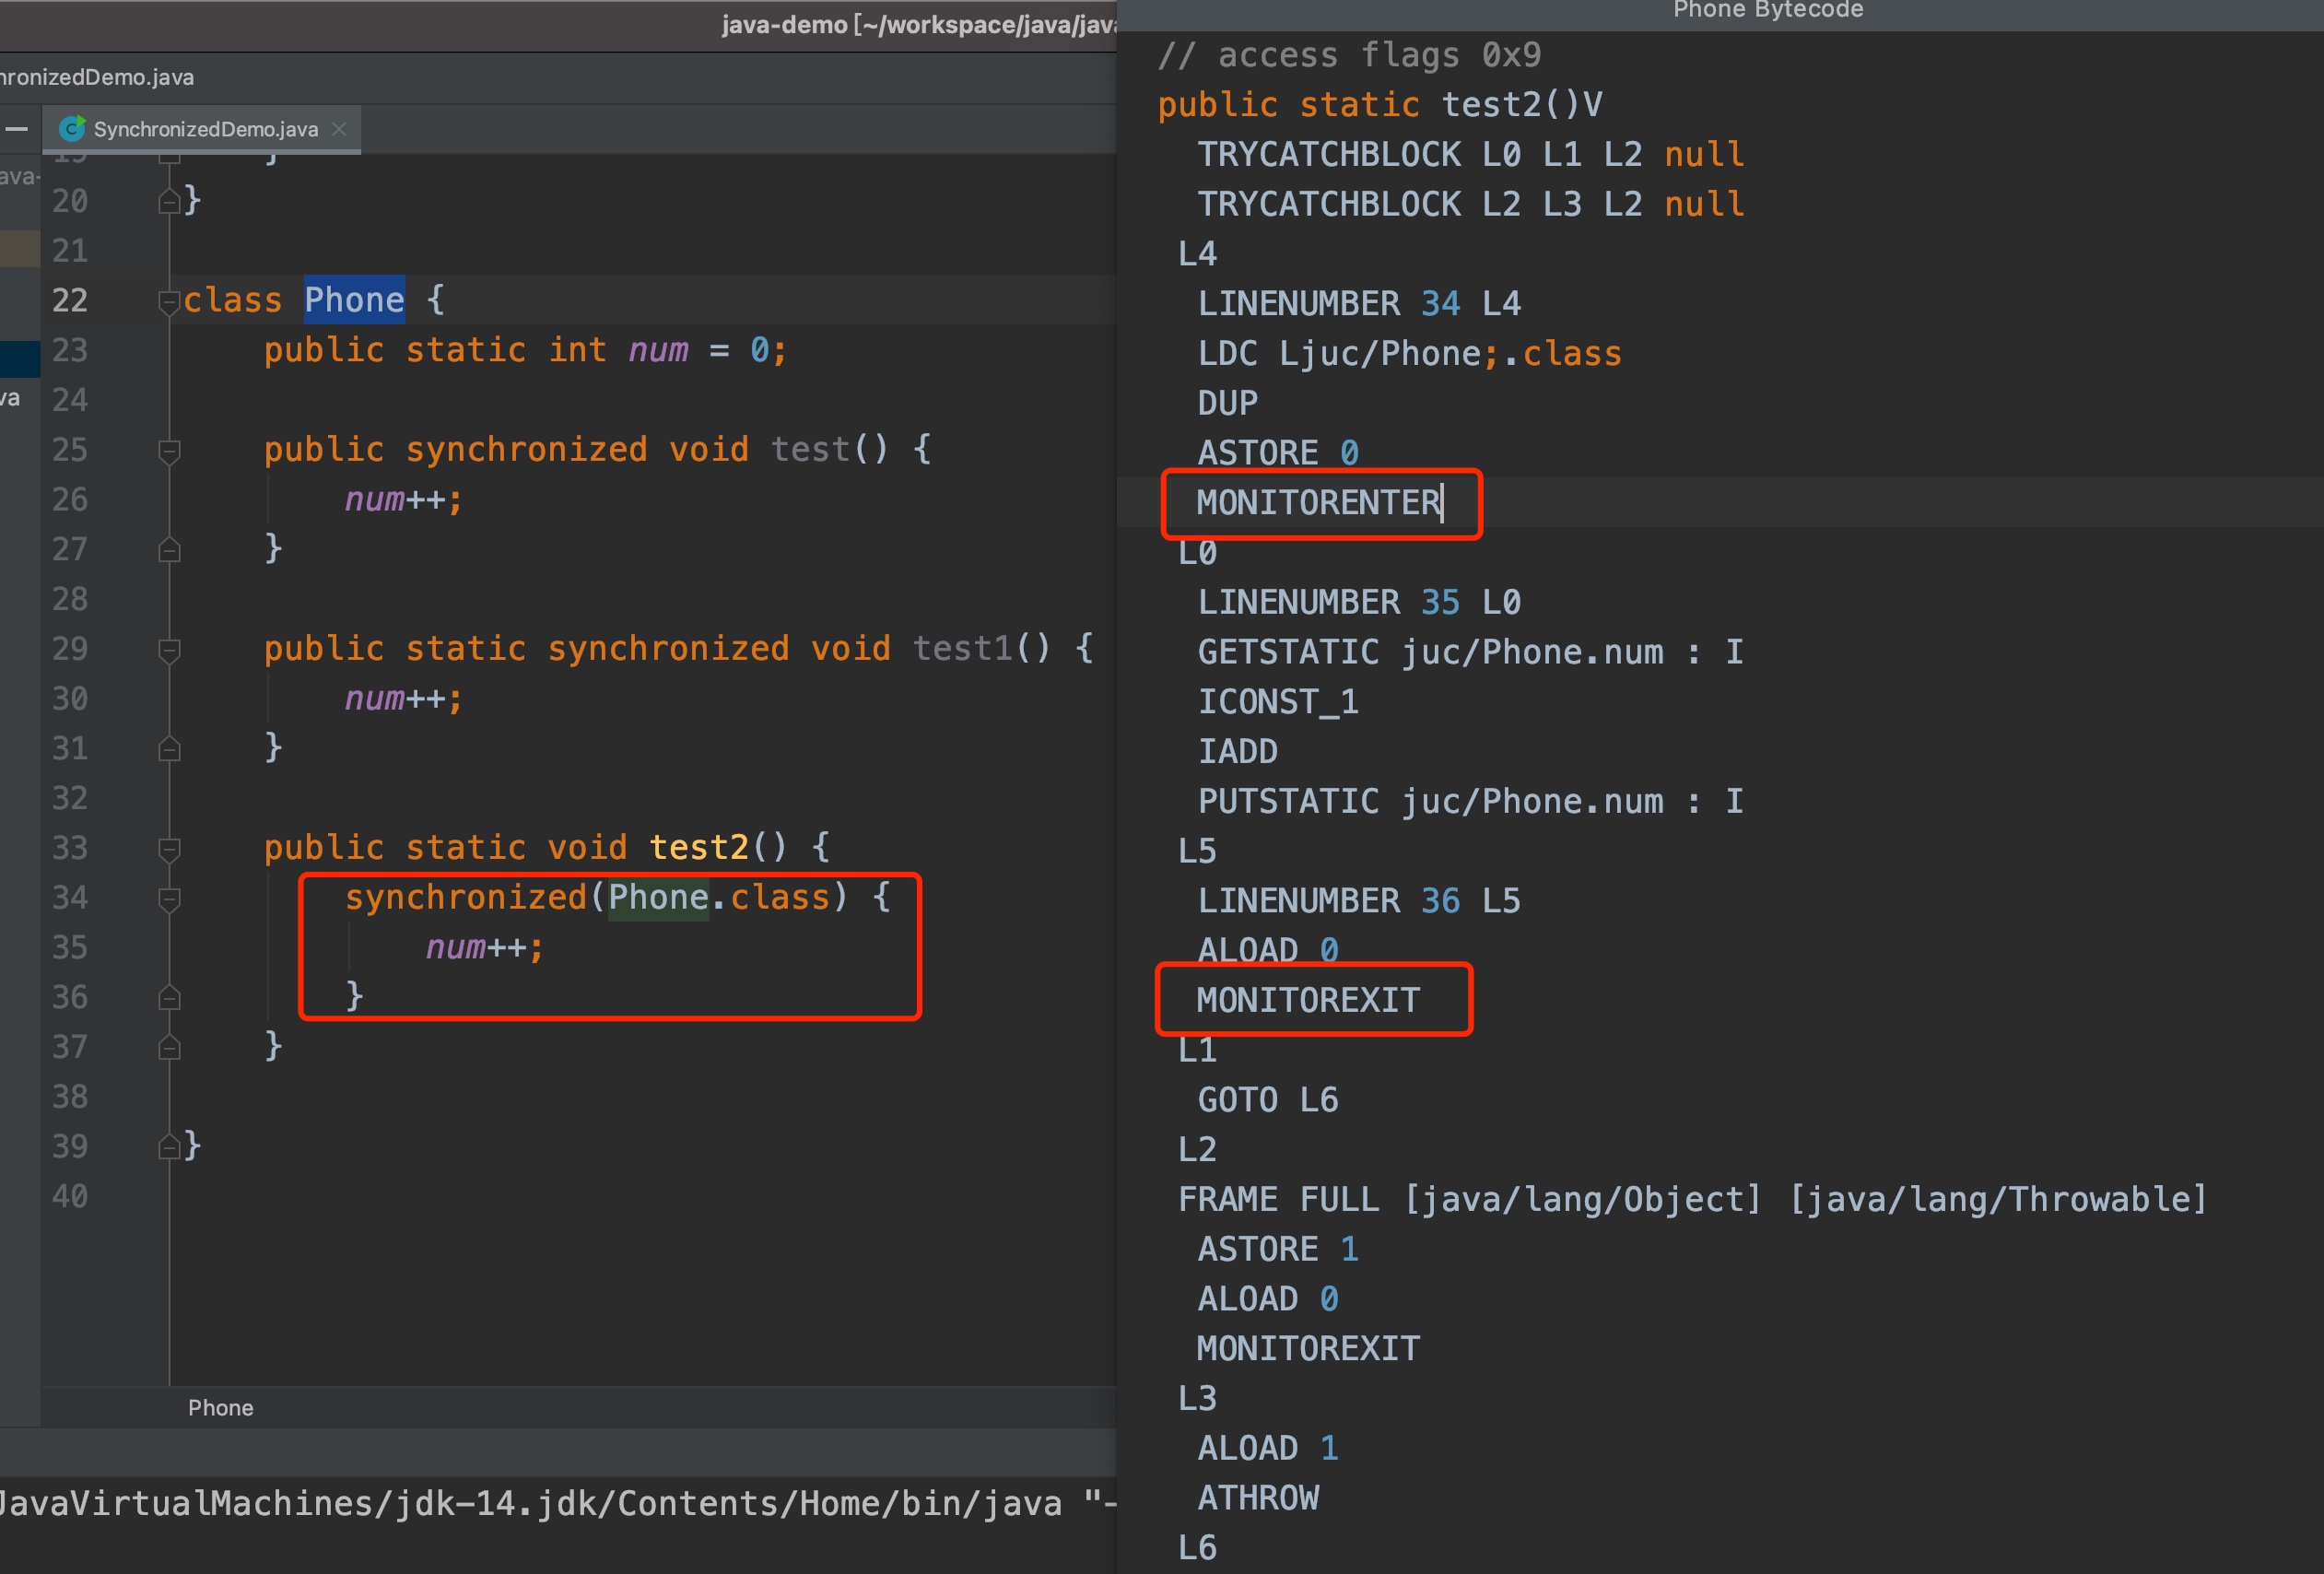 java-demo [~/workspace/java/java
hronizedDemo.java
SynchronizedDemo.java
ava-
va
19 }
20 }
21
22 class Phone {
23 public static int num = 0;
24
25 public synchronized void test() {
26 num++;
27 }
28
29 public static synchronized void test1() {
30 num++;
31 }
32
33 public static void test2() {
34 synchronized(Phone.class) {
35 num++;
36 }
37 }
38
39 }
40
Phone
JavaVirtualMachines/jdk-14.jdk/Contents/Home/bin/java "-
Phone Bytecode
// access flags 0x9
public static test2()V
TRYCATCHBLOCK L0 L1 L2 null
TRYCATCHBLOCK L2 L3 L2 null
L4
LINENUMBER 34 L4
LDC Ljuc/Phone;.class
DUP
ASTORE 0
MONITORENTER
L0
LINENUMBER 35 L0
GETSTATIC juc/Phone.num : I
ICONST_1
IADD
PUTSTATIC juc/Phone.num : I
L5
LINENUMBER 36 L5
ALOAD 0
MONITOREXIT
L1
GOTO L6
L2
FRAME FULL [java/lang/Object] [java/lang/Throwable]
ASTORE 1
ALOAD 0
MONITOREXIT
L3
ALOAD 1
ATHROW
L6